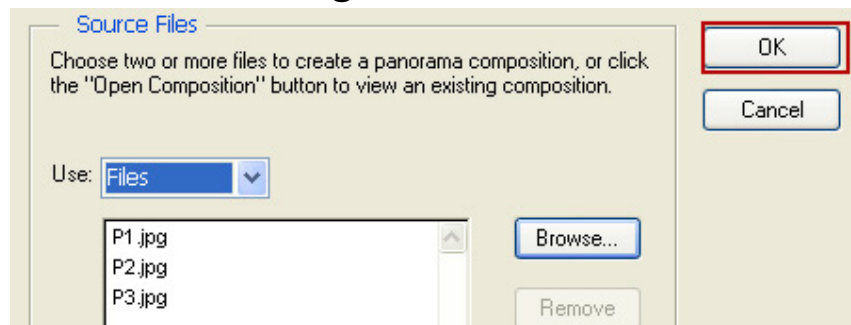 Source Files
Choose two or more files to create a panorama composition, or click
the "Open Composition" button to view an existing composition.
OK
Cancel
Use: Files
P1.jpg
P2.jpg
P3.jpg
Browse...
Remove